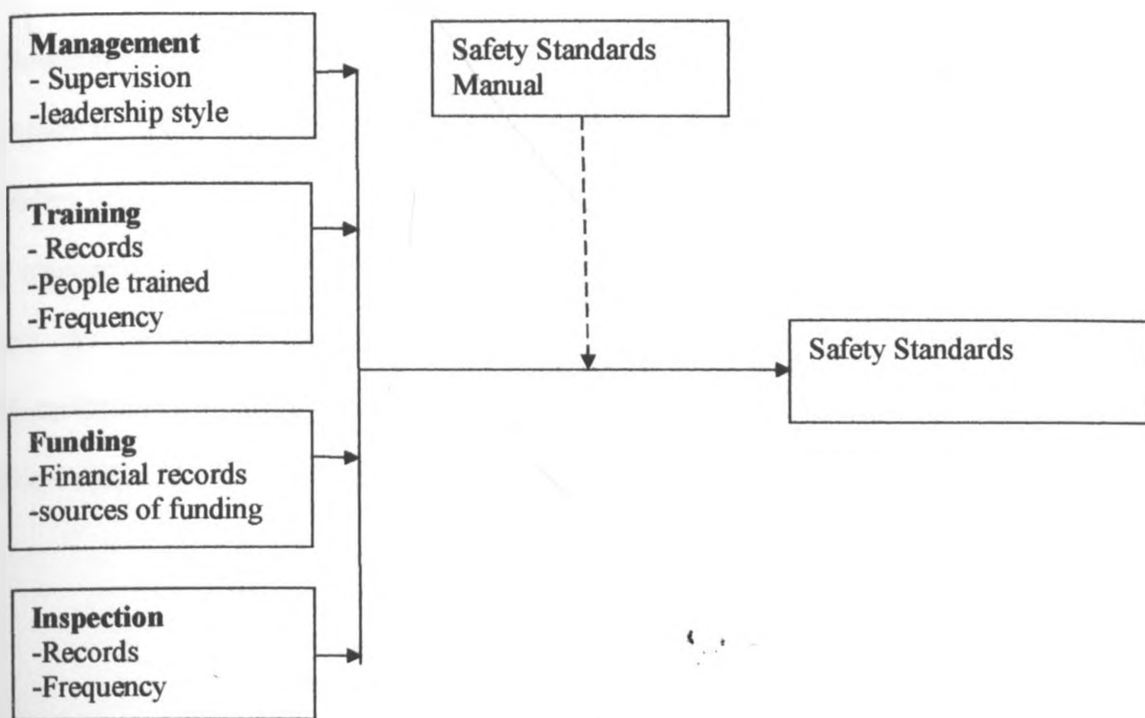 Management
- Supervision
-leadership style
Safety Standards
Manual
Training
- Records
-People trained
-Frequency
Safety Standards
Funding
-Financial records
-sources of funding
Inspection
-Records
-Frequency